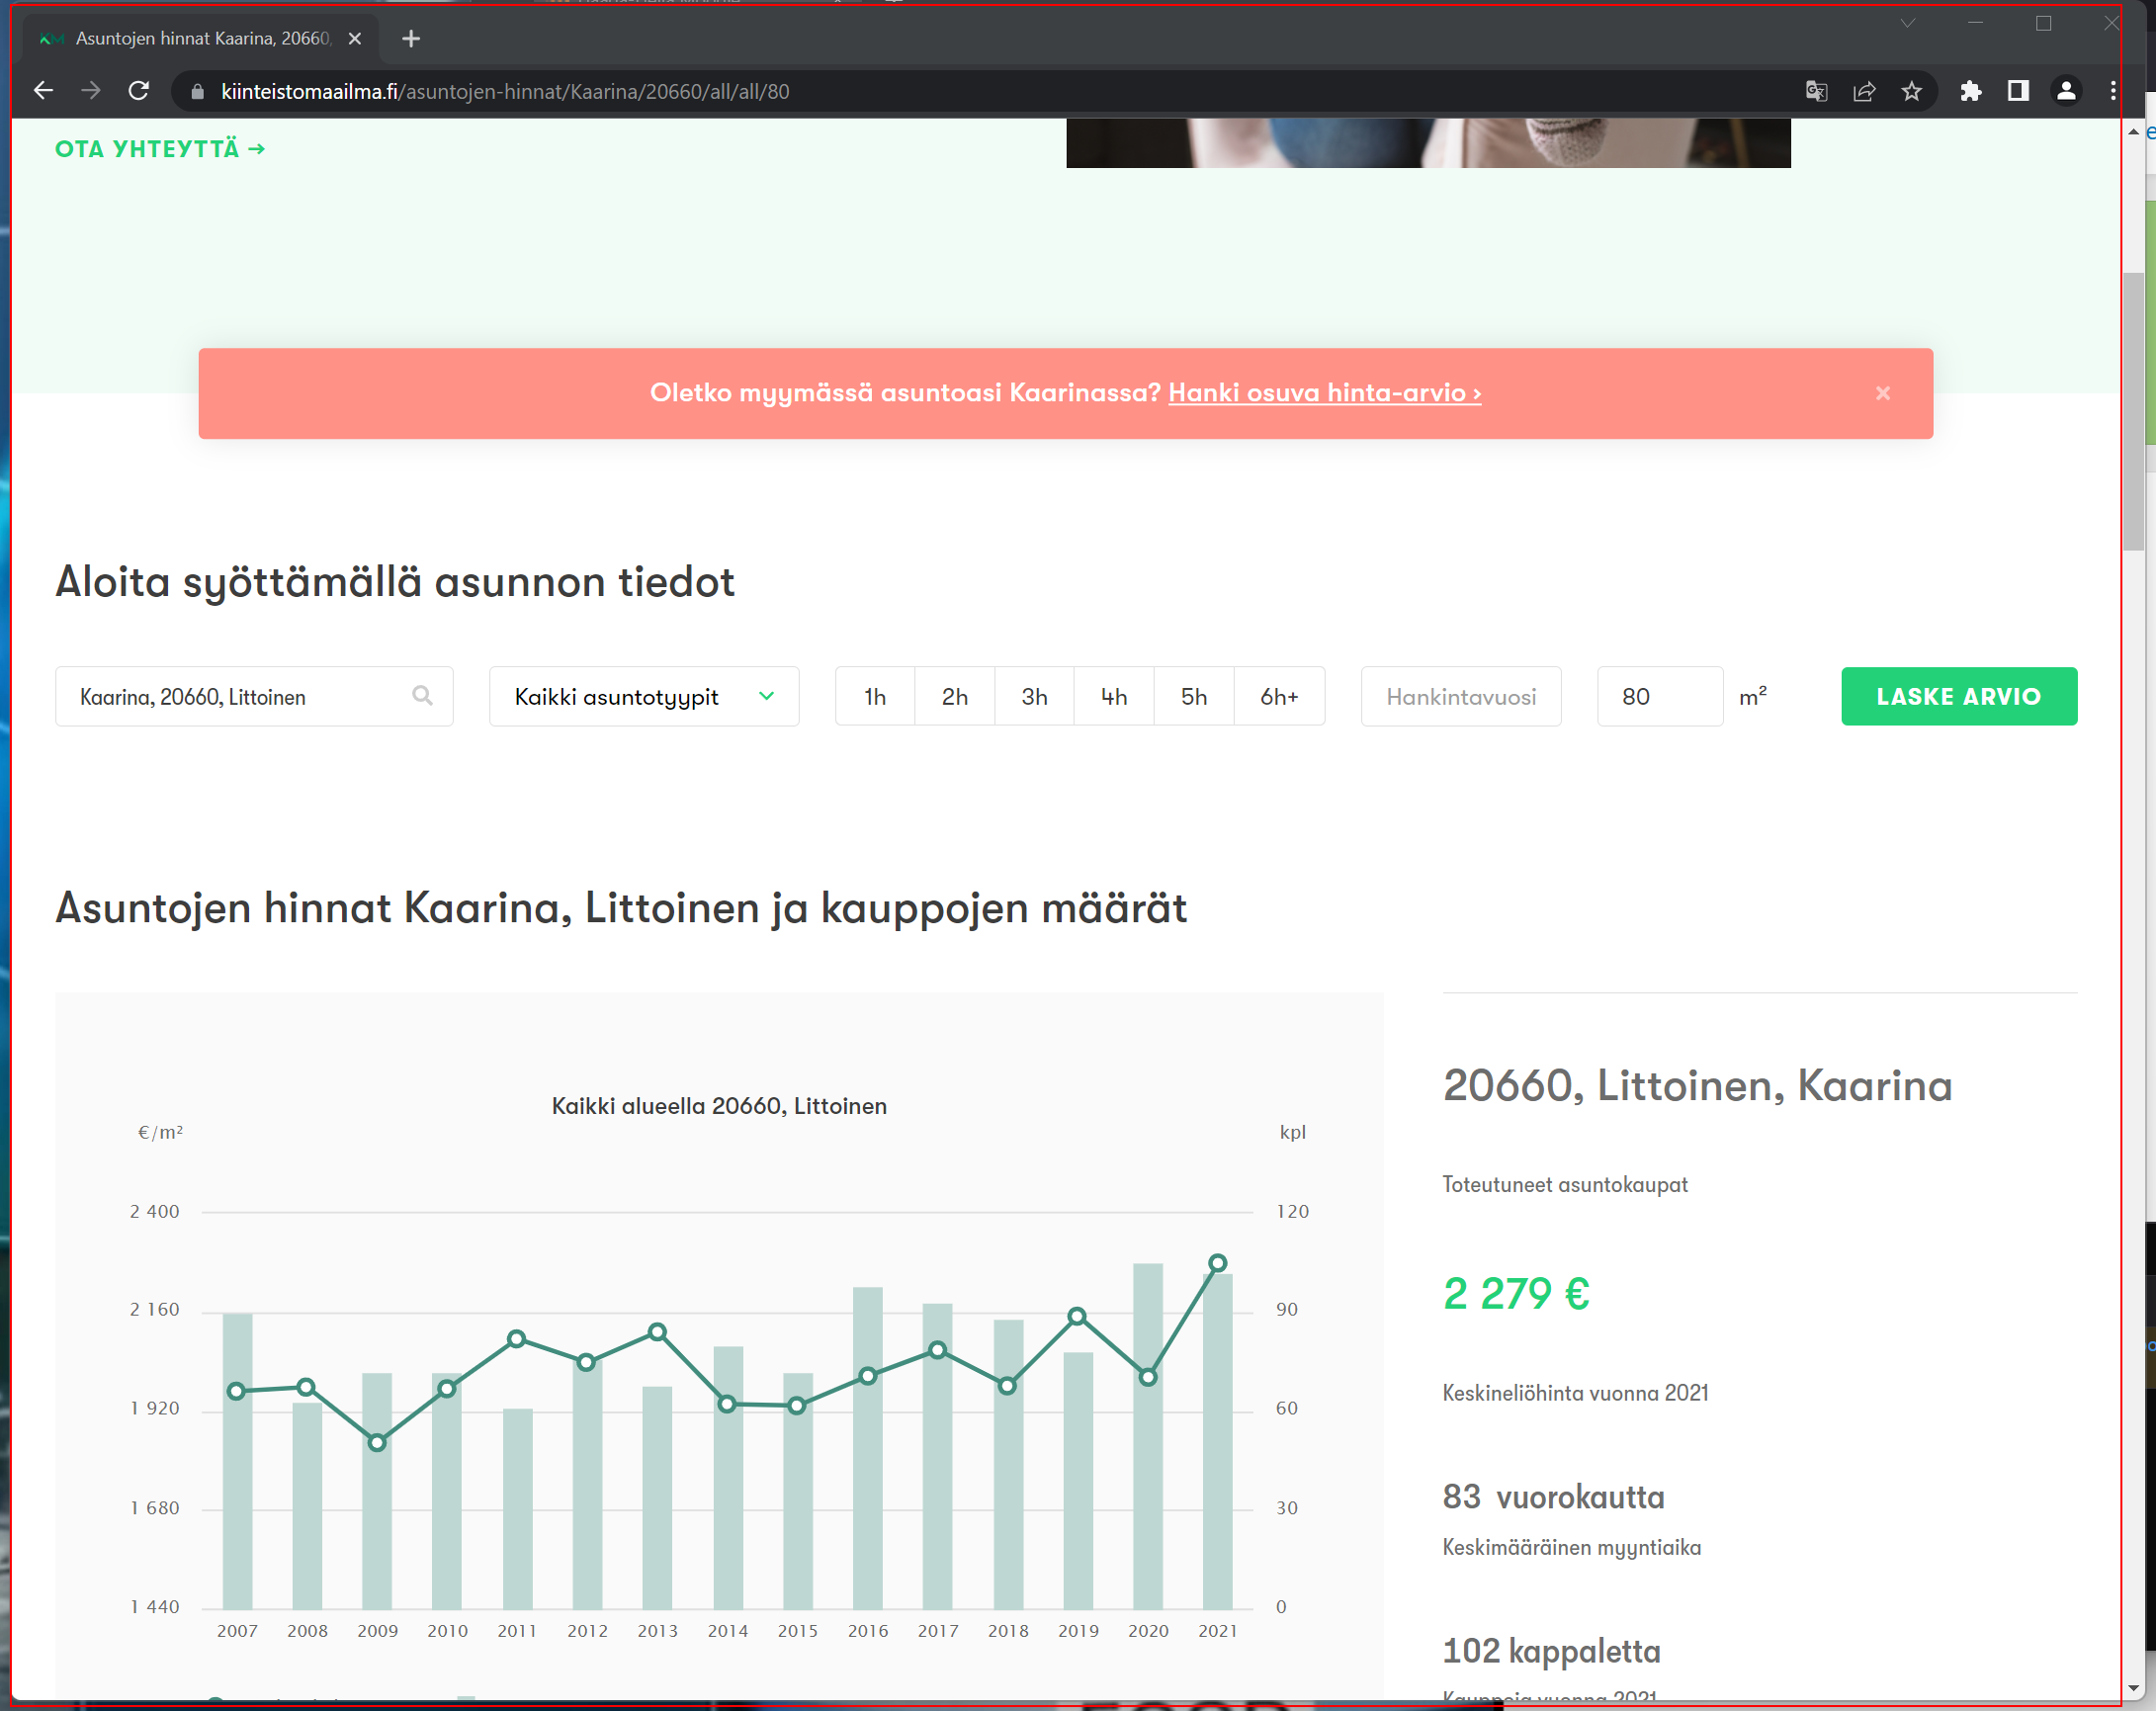 Asuntojen hinnat Kaarina, 20660,
kiinteistomaailma.fi/asuntojen-hinnat/Kaarina/20660/all/all/80
OTA YHTEYTTÄ →
Oletko myymässä asuntoasi Kaarinassa? Hanki osuva hinta-arvio ›
Aloita syöttämällä asunnon tiedot
Kaarina, 20660, Littoinen
Kaikki asuntotyypit
1h 2h 3h 4h 5h 6h+
Hankintavuosi
80 m²
LASKE ARVIO
Asuntojen hinnat Kaarina, Littoinen ja kauppojen määrät
Kaikki alueella 20660, Littoinen
€/m²
kpl
2 400
120
2 160
90
1 920
60
1 680
30
1 440
0
2007 2008 2009 2010 2011 2012 2013 2014 2015 2016 2017 2018 2019 2020 2021
20660, Littoinen, Kaarina
Toteutuneet asuntokaupat
2 279 €
Keskineliöhinta vuonna 2021
83 vuorokautta
Keskimääräinen myyntiaika
102 kappaletta
Kauppoja vuonna 2021